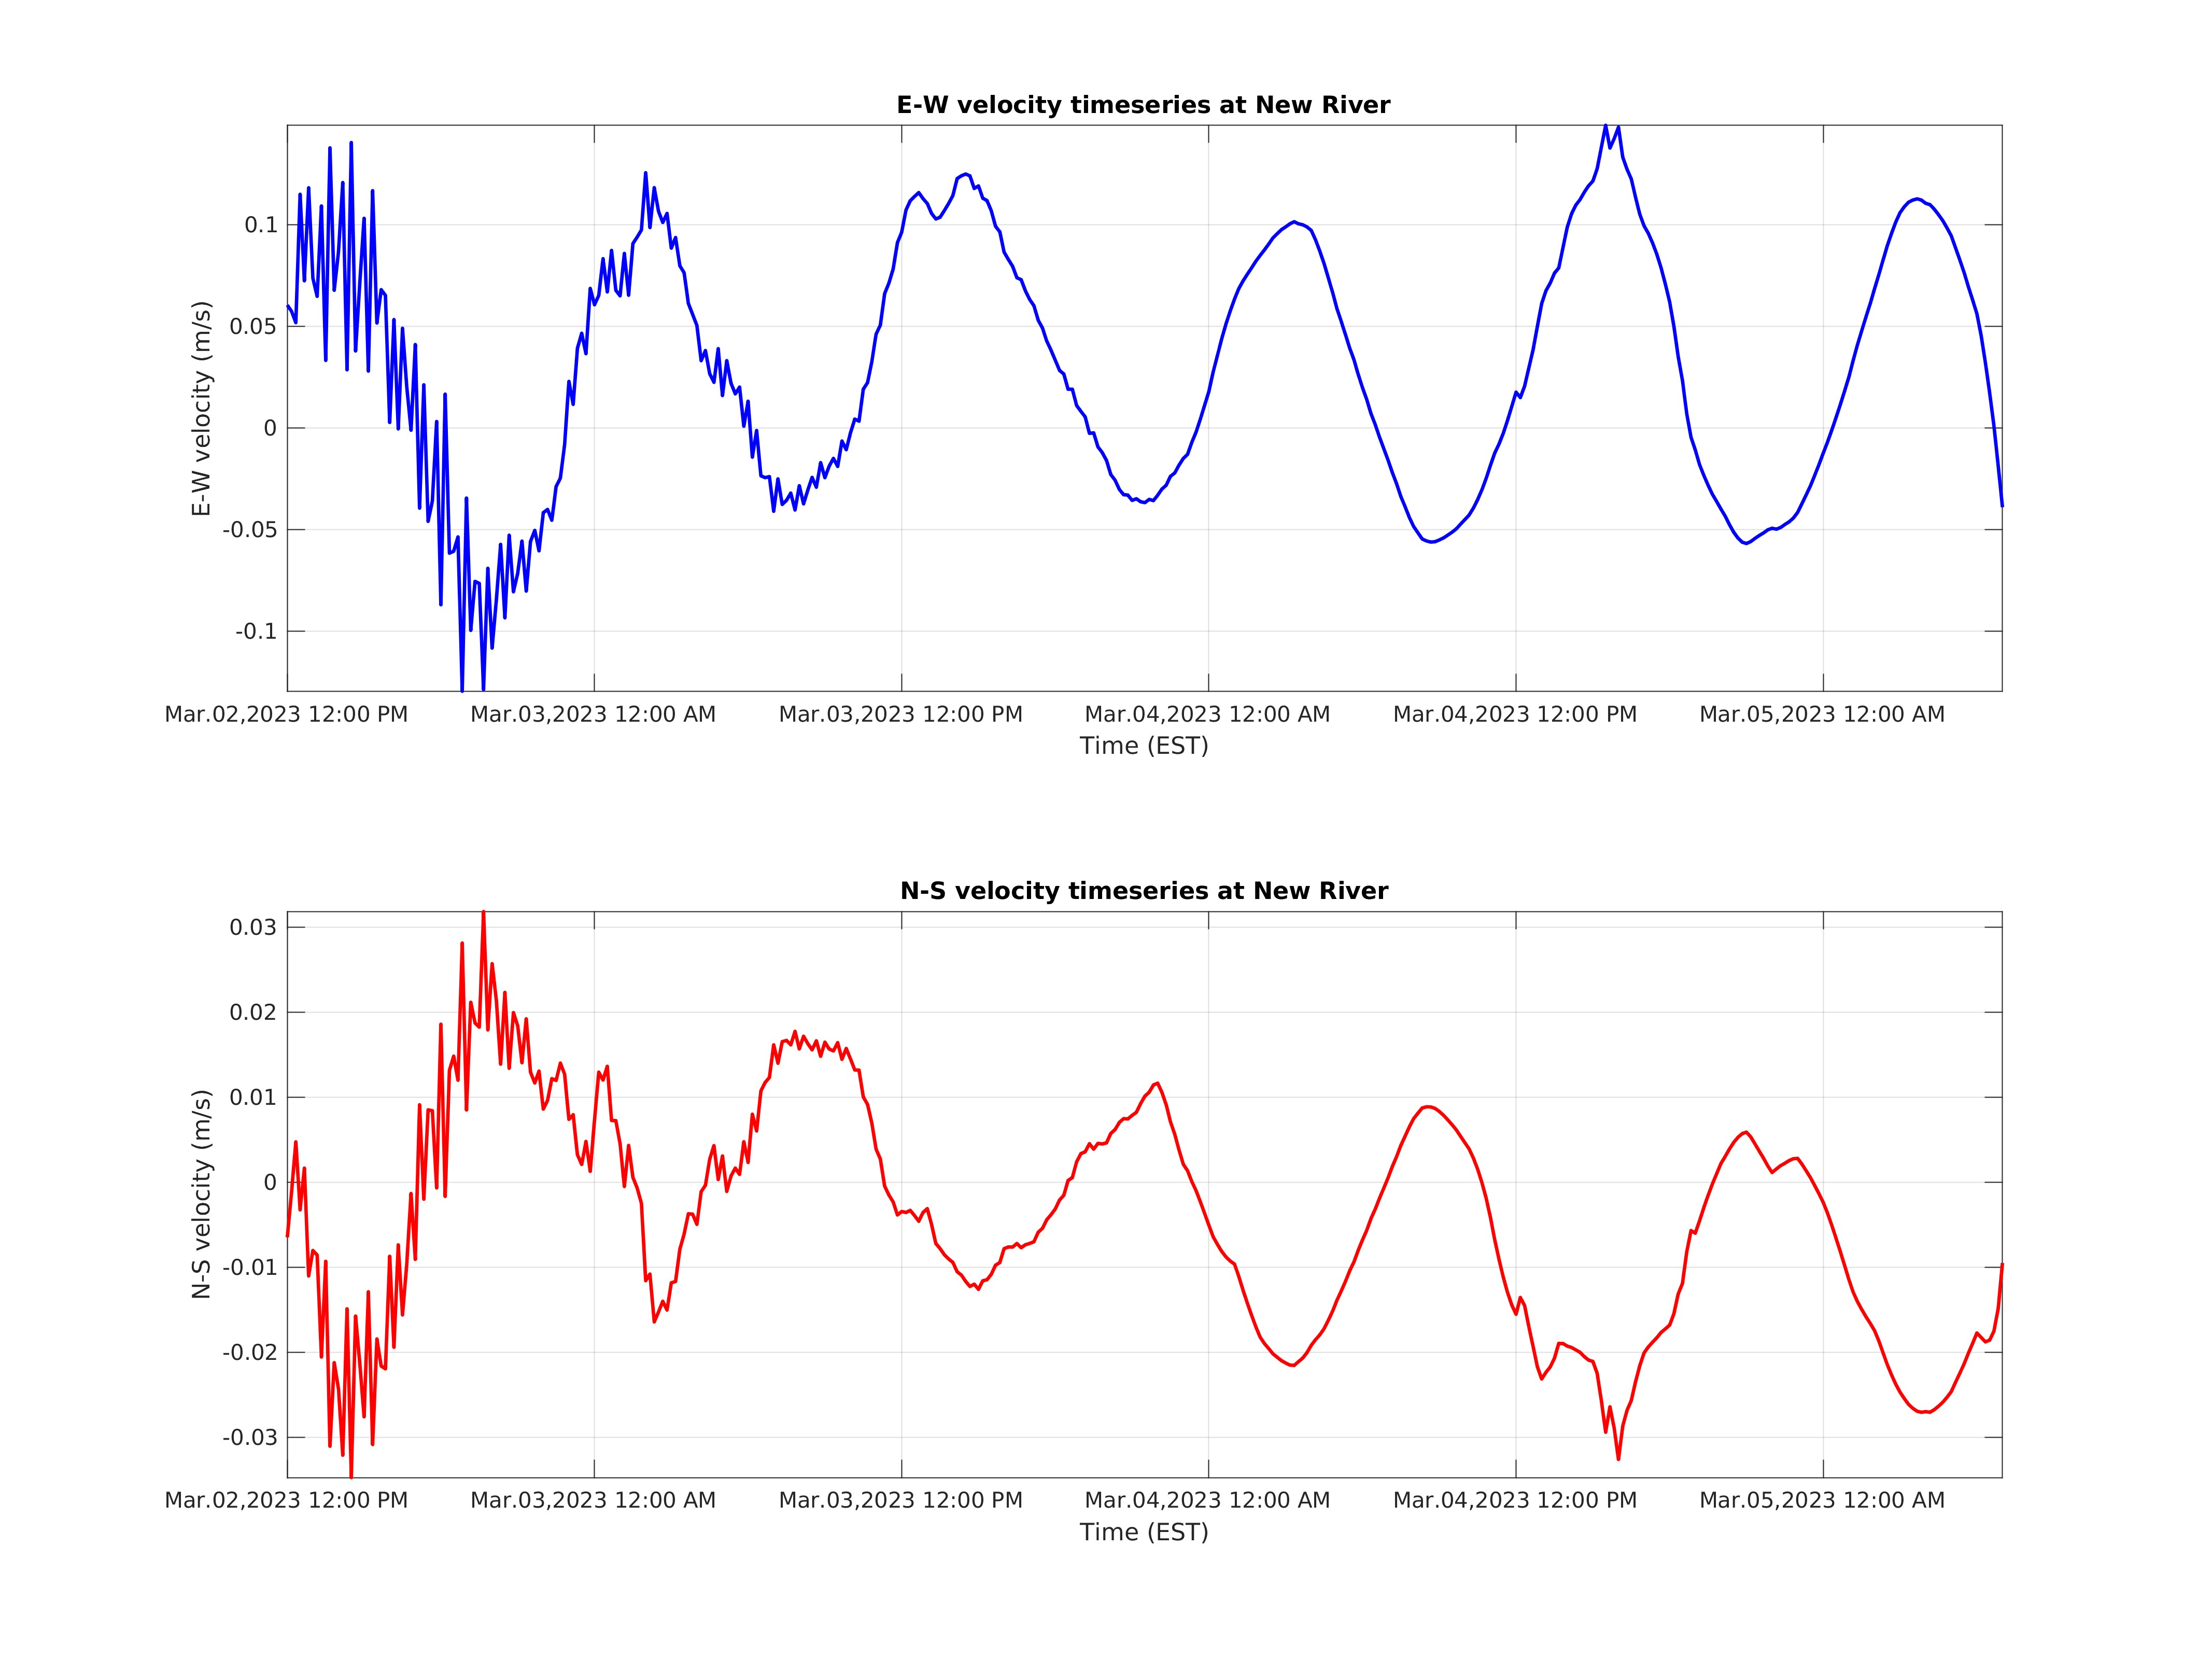 E-W velocity timeseries at New River
E-W velocity (m/s)
0.1
0.05
0
-0.05
-0.1
Mar.02,2023 12:00 PM Mar.03,2023 12:00 AM Mar.03,2023 12:00 PM Mar.04,2023 12:00 AM Mar.04,2023 12:00 PM Mar.05,2023 12:00 AM
Time (EST)
N-S velocity timeseries at New River
N-S velocity (m/s)
0.03
0.02
0.01
0
-0.01
-0.02
-0.03
Mar.02,2023 12:00 PM Mar.03,2023 12:00 AM Mar.03,2023 12:00 PM Mar.04,2023 12:00 AM Mar.04,2023 12:00 PM Mar.05,2023 12:00 AM
Time (EST)